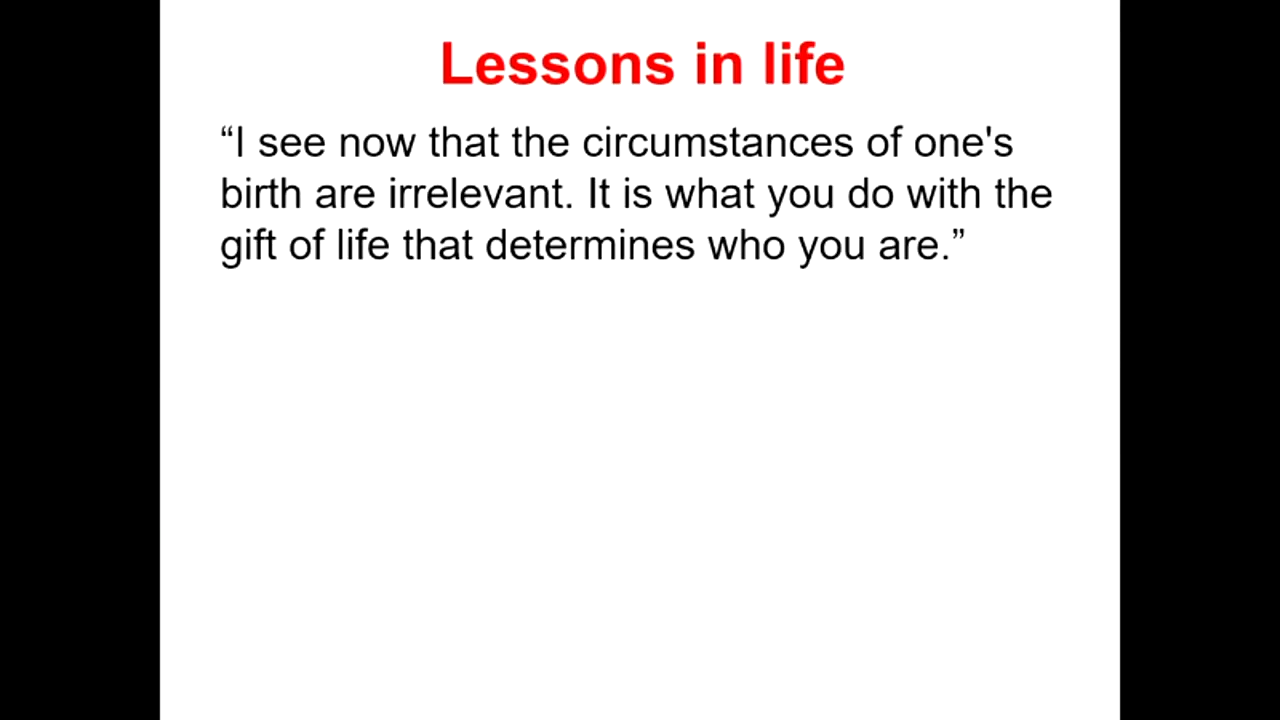 Lessons in life
“I see now that the circumstances of one's
birth are irrelevant. It is what you do with the
gift of life that determines who you are.”